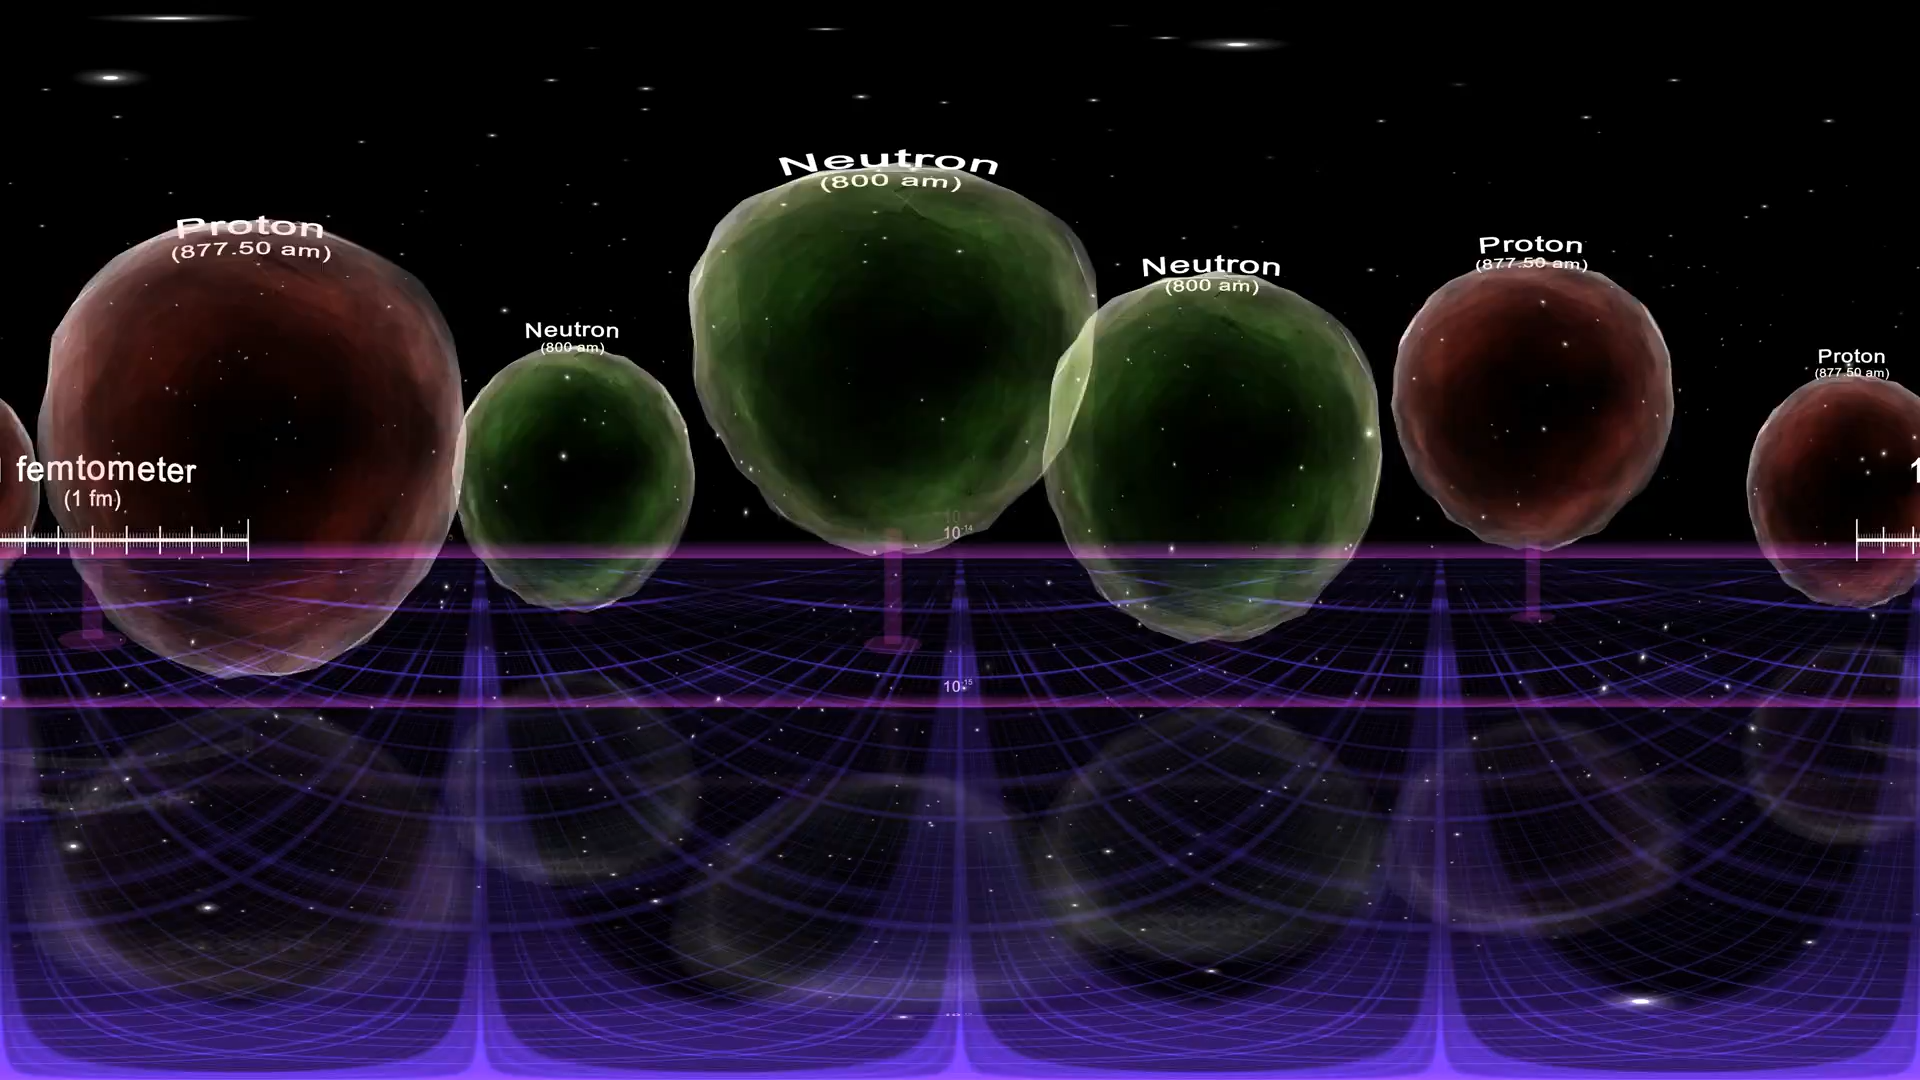 Neutron
(800 am)
Proton
(877.50 am)
Proton
(877.50 am)
Neutron
(800 am)
Neutron
(800 am)
Proton
(877.50 am)
femtometer
(1 fm)
1
10⁻¹⁴
10⁻¹⁵